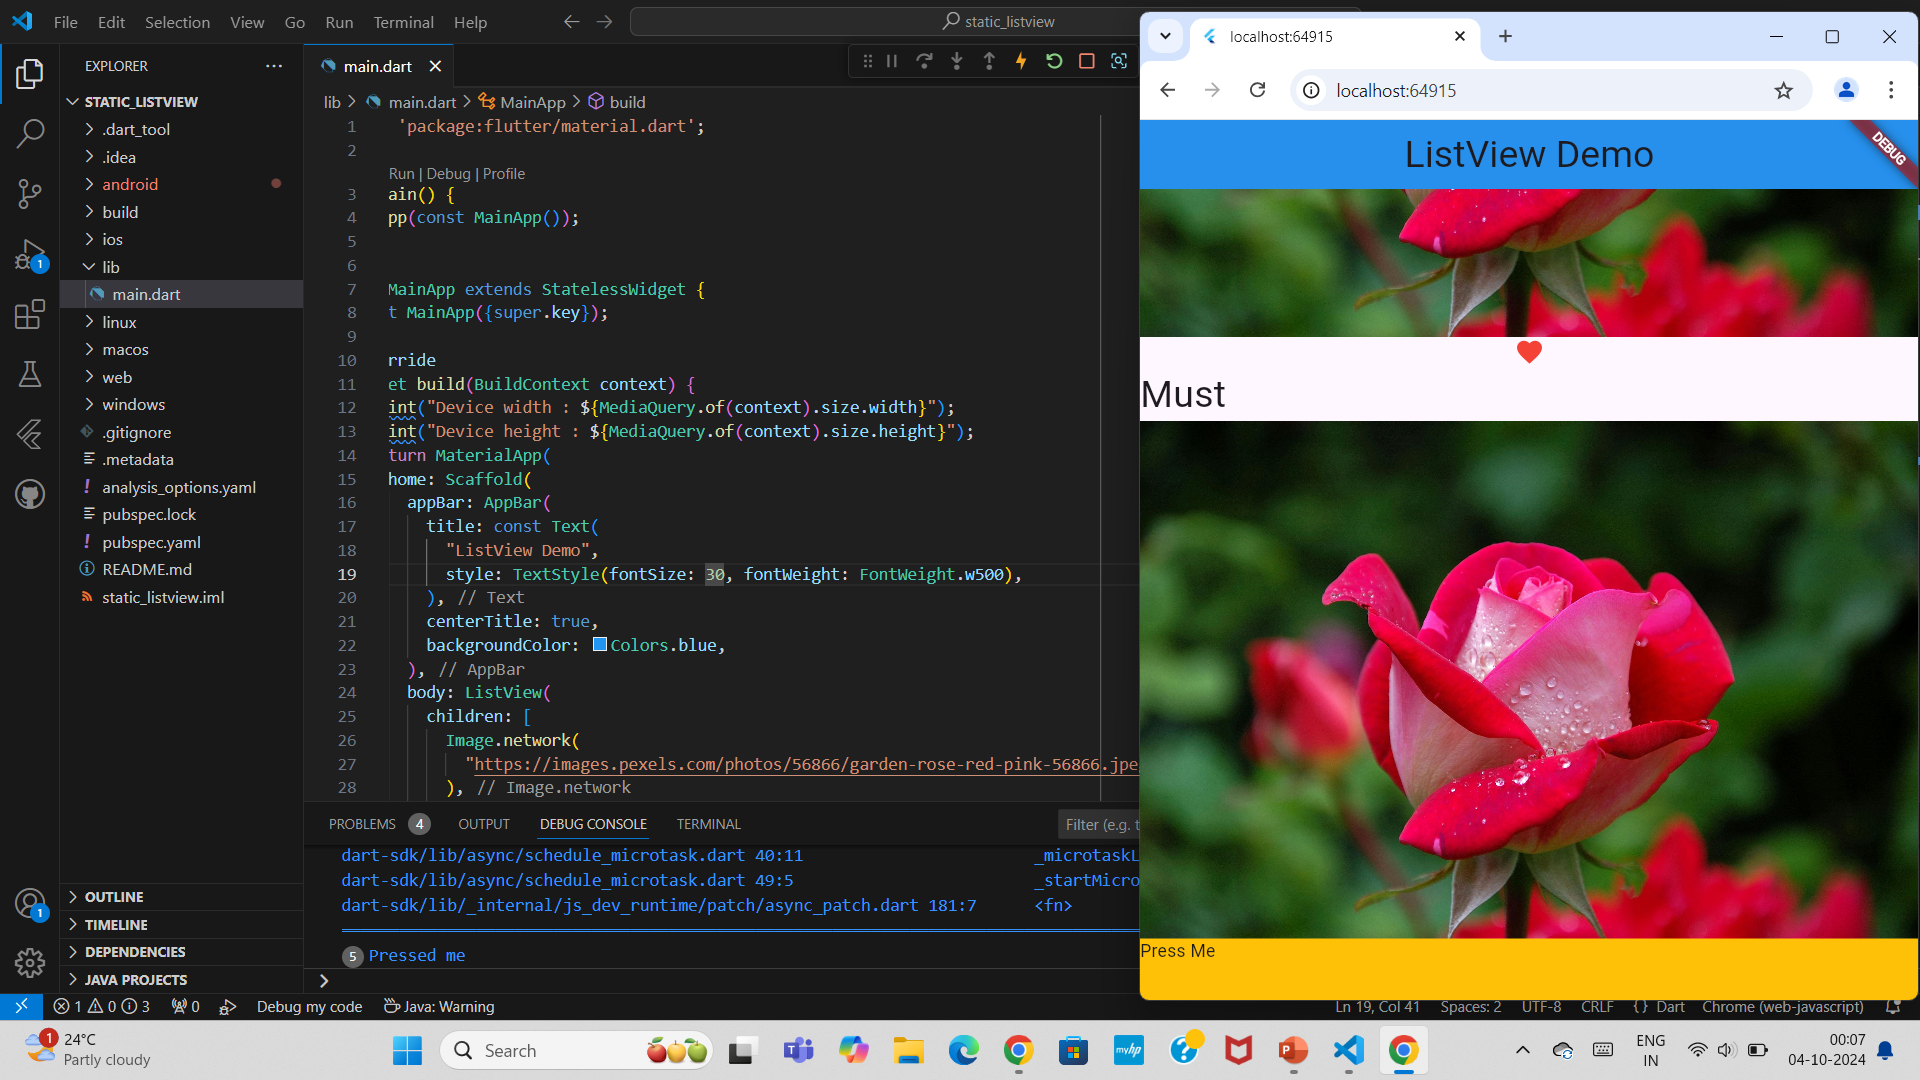 File Edit Selection View Go Run Terminal Help
static_listview
EXPLORER
STATIC_LISTVIEW
.dart_tool
.idea
android
build
ios
lib
main.dart
linux
macos
web
windows
.gitignore
.metadata
analysis_options.yaml
pubspec.lock
pubspec.yaml
README.md
static_listview.iml
OUTLINE
TIMELINE
DEPENDENCIES
JAVA PROJECTS
1
1
main.dart
lib > main.dart > MainApp > build
1 'package:flutter/material.dart';
2
Run | Debug | Profile
3 ain() {
4 pp(const MainApp());
5
6
7 MainApp extends StatelessWidget {
8 t MainApp({super.key});
9
10 rride
11 et build(BuildContext context) {
12 int("Device width : ${MediaQuery.of(context).size.width}");
13 int("Device height : ${MediaQuery.of(context).size.height}");
14 turn MaterialApp(
15 home: Scaffold(
16 appBar: AppBar(
17 title: const Text(
18 "ListView Demo",
19 style: TextStyle(fontSize: 30, fontWeight: FontWeight.w500),
20 ), // Text
21 centerTitle: true,
22 backgroundColor: Colors.blue,
23 ), // AppBar
24 body: ListView(
25 children: [
26 Image.network(
27 "https://images.pexels.com/photos/56866/garden-rose-red-pink-56866.jpe
28 ), // Image.network
PROBLEMS 4 OUTPUT DEBUG CONSOLE TERMINAL Filter (e.g. t
dart-sdk/lib/async/schedule_microtask.dart 40:11 _microtaskL
dart-sdk/lib/async/schedule_microtask.dart 49:5 _startMicro
dart-sdk/lib/_internal/js_dev_runtime/patch/async_patch.dart 181:7 <fn>
5 Pressed me
>
1 0 3 0 Debug my code Java: Warning
Ln 19, Col 41 Spaces: 2 UTF-8 CRLF {} Dart Chrome (web-javascript)
localhost:64915
localhost:64915
ListView Demo
DEBUG
Must
Press Me
1
24°C
Partly cloudy
Search
myhp
ENG
IN
00:07
04-10-2024